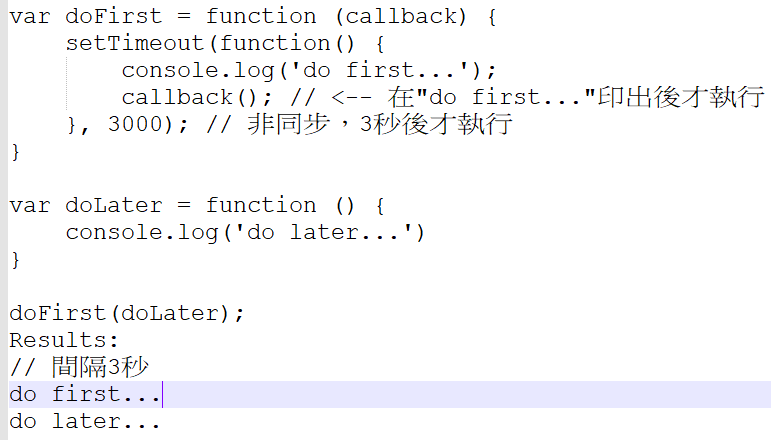 var doFirst = function (callback) {
    setTimeout(function() {
        console.log('do first...');
        callback(); // <-- 在"do first..."印出後才執行
    }, 3000); // 非同步，3秒後才執行
}

var doLater = function () {
    console.log('do later...')
}

doFirst(doLater);
Results:
// 間隔3秒
do first...
do later...